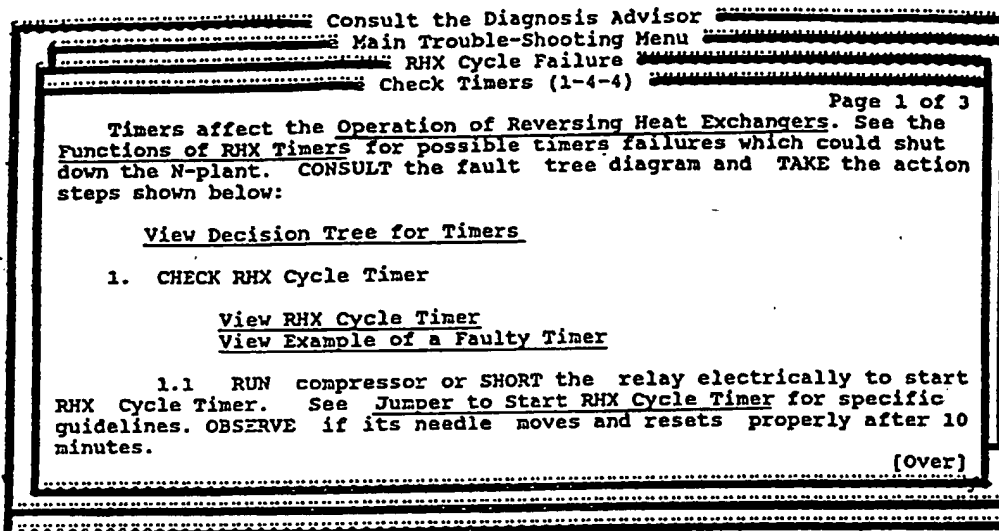 Consult the Diagnosis Advisor
Main Trouble-Shooting Menu
RHX Cycle Failure
Check Timers (1-4-4)
Page 1 of 3
Timers affect the Operation of Reversing Heat Exchangers. See the
Functions of RHX Timers for possible timers failures which could shut
down the N-plant. CONSULT the fault tree diagram and TAKE the action
steps shown below:
View Decision Tree for Timers
1. CHECK RHX Cycle Timer
View RHX Cycle Timer
View Example of a Faulty Timer
1.1 RUN compressor or SHORT the relay electrically to start
RHX Cycle Timer. See Jumper to Start RHX Cycle Timer for specific
guidelines. OBSERVE if its needle moves and resets properly after 10
minutes.
[Over]